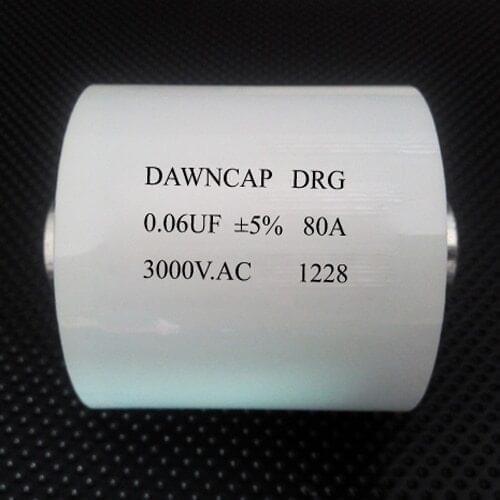 DAWNCAP DRG
0.06UF ±5% 80A
3000V.AC 1228